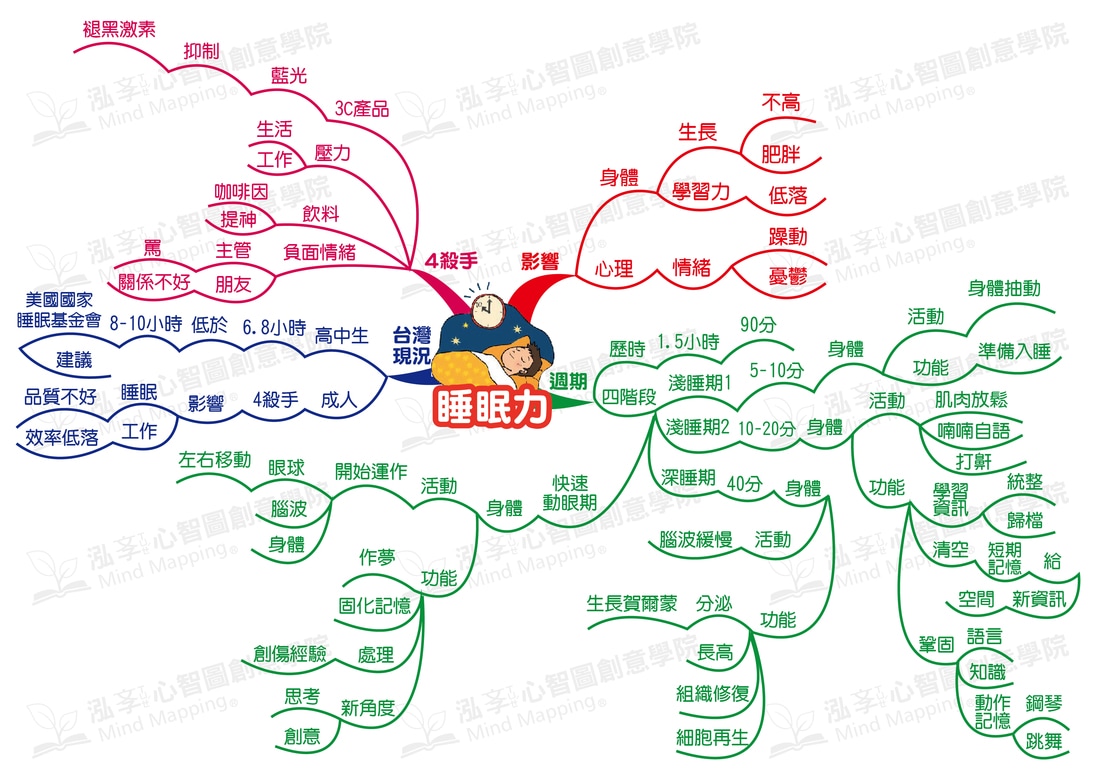 睡眠力
4殺手
3C產品
藍光
抑制
褪黑激素
壓力
生活
工作
飲料
咖啡因
提神
負面情緒
主管
罵
朋友
關係不好
影響
身體
生長
不高
肥胖
學習力
低落
心理
情緒
躁動
憂鬱
台灣
現況
高中生
6.8小時
低於
8-10小時
美國國家
睡眠基金會
建議
成人
4殺手
影響
睡眠
品質不好
工作
效率低落
週期
歷時
1.5小時
90分
四階段
淺睡期1
5-10分
身體
活動
身體抽動
功能
準備入睡
淺睡期2
10-20分
身體
活動
肌肉放鬆
喃喃自語
打鼾
功能
學習
資訊
統整
歸檔
清空
短期
記憶
給
新資訊
空間
鞏固
語言
知識
動作
記憶
鋼琴
跳舞
深睡期
40分
身體
活動
腦波緩慢
功能
分泌
生長賀爾蒙
長高
組織修復
細胞再生
快速
動眼期
身體
活動
開始運作
眼球
左右移動
腦波
身體
功能
作夢
固化記憶
處理
創傷經驗
新角度
思考
創意
泓孚心智圖創意學院
Mind Mapping®